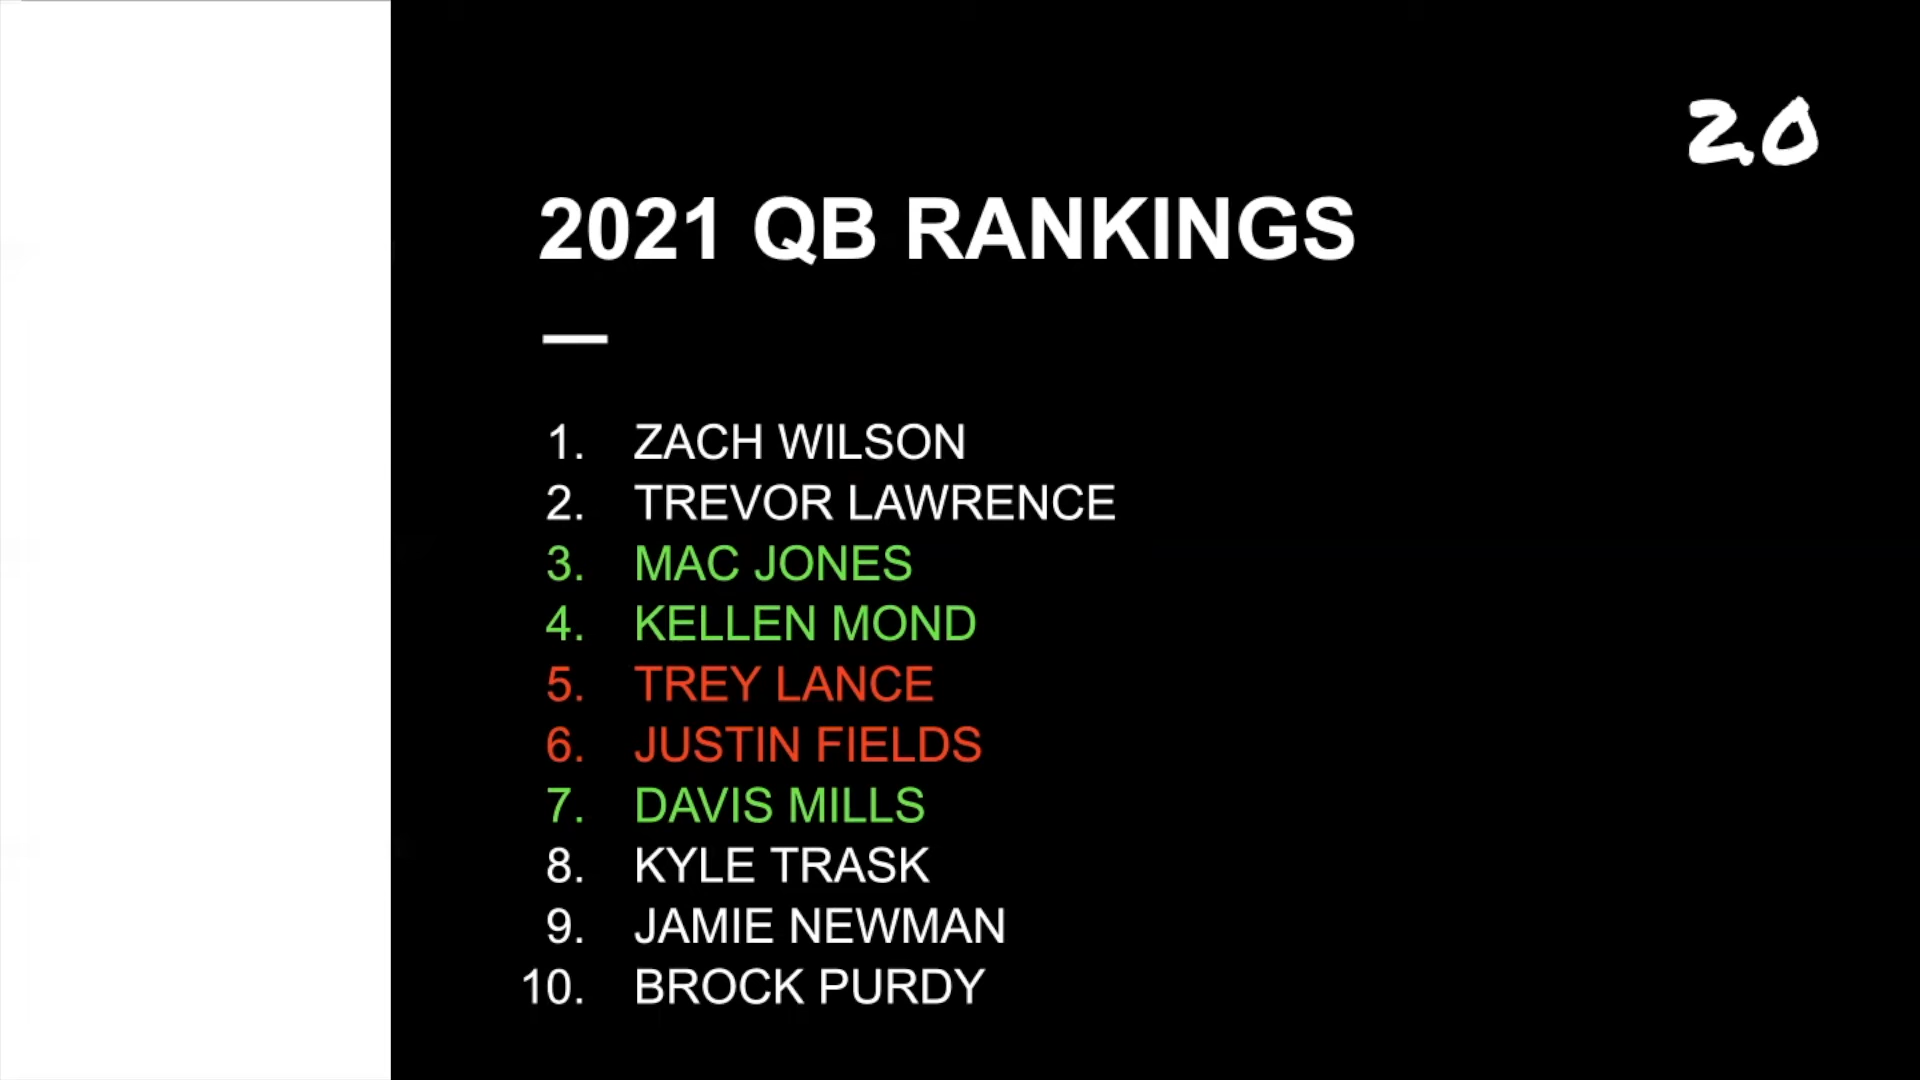 2.0
2021 QB RANKINGS
1. ZACH WILSON
2. TREVOR LAWRENCE
3. MAC JONES
4. KELLEN MOND
5. TREY LANCE
6. JUSTIN FIELDS
7. DAVIS MILLS
8. KYLE TRASK
9. JAMIE NEWMAN
10. BROCK PURDY